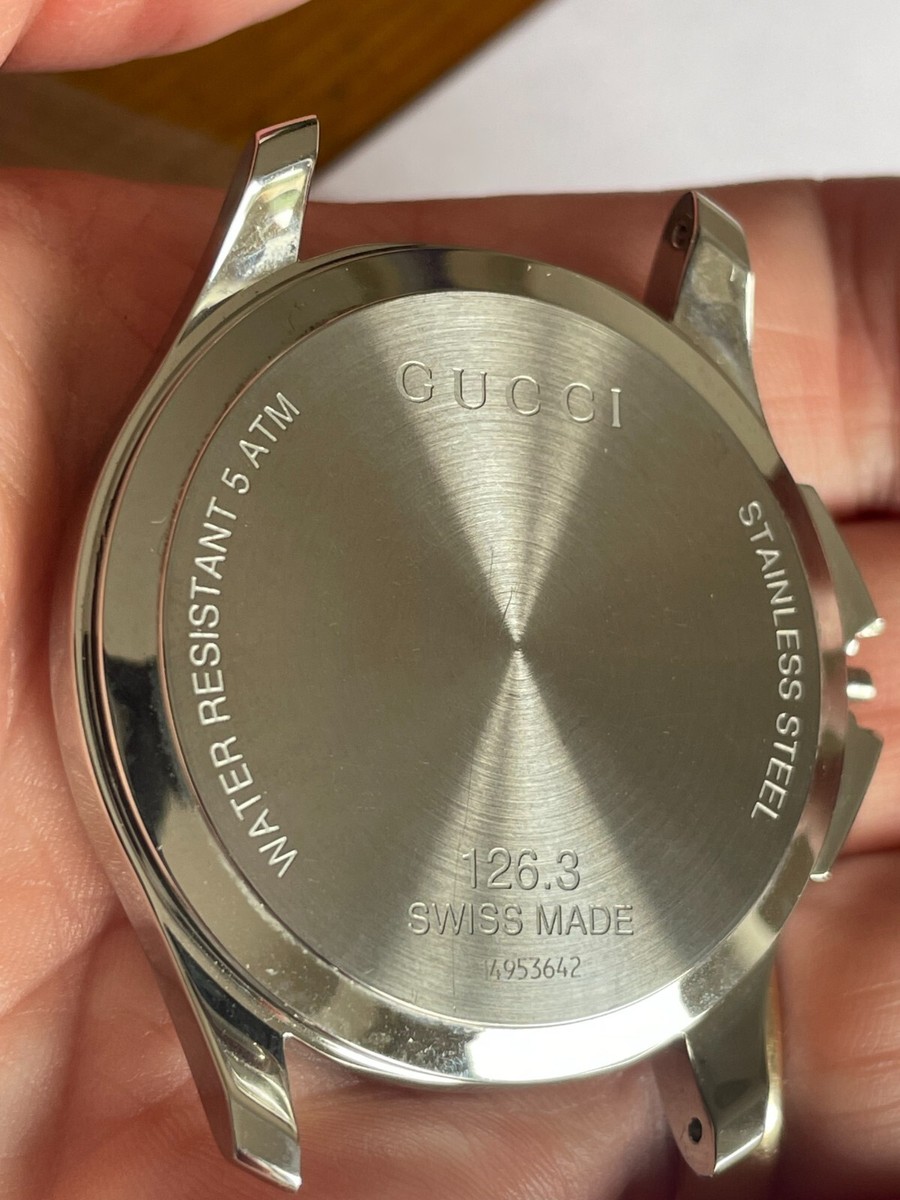 GUCCI
WATER RESISTANT 5 ATM
STAINLESS STEEL
126.3
SWISS MADE
14953642